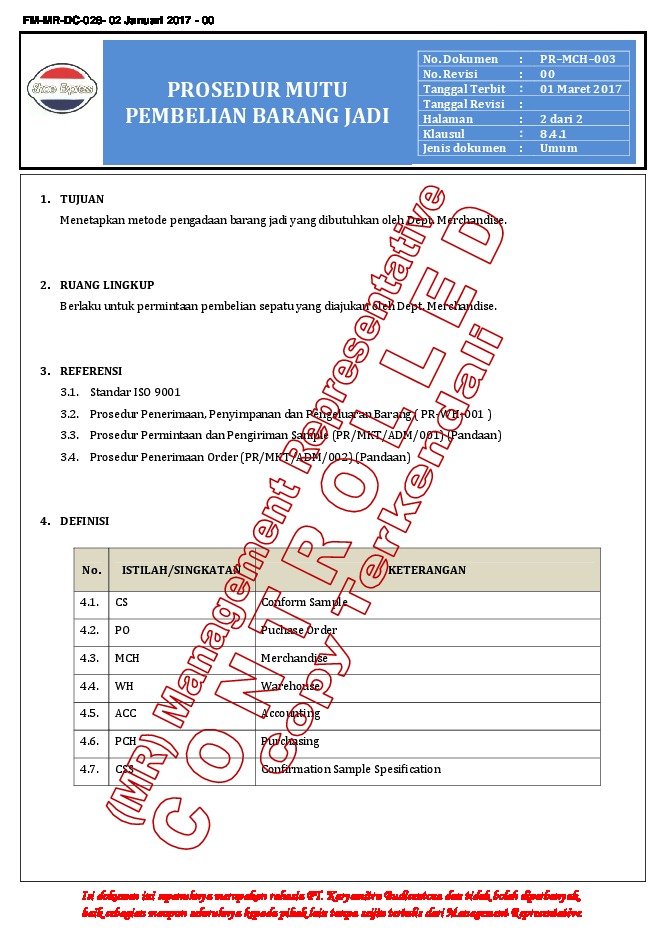 FM-MR-DC-028- 02 Januari 2017 - 00
Shoe Express
PROSEDUR MUTU
PEMBELIAN BARANG JADI
No. Dokumen : PR–MCH–003
No. Revisi : 00
Tanggal Terbit : 01 Maret 2017
Tanggal Revisi :
Halaman : 2 dari 2
Klausul : 8.4.1
Jenis dokumen : Umum
1. TUJUAN
Menetapkan metode pengadaan barang jadi yang dibutuhkan oleh Dept. Merchandise.
2. RUANG LINGKUP
Berlaku untuk permintaan pembelian sepatu yang diajukan oleh Dept. Merchandise.
3. REFERENSI
3.1. Standar ISO 9001
3.2. Prosedur Penerimaan, Penyimpanan dan Pengeluaran Barang ( PR-WH-001 )
3.3. Prosedur Permintaan dan Pengiriman Sample (PR/MKT/ADM/001) (Pandaan)
3.4. Prosedur Penerimaan Order (PR/MKT/ADM/002) (Pandaan)
4. DEFINISI
No. ISTILAH/SINGKATAN KETERANGAN
4.1. CS Conform Sample
4.2. PO Puchase Order
4.3. MCH Merchandise
4.4. WH Warehouse
4.5. ACC Accounting
4.6. PCH Purchasing
4.7. CSS Confirmation Sample Spesification
(MR) Management Representative
CONTROLLED
Copy Terkendali
Isi dokumen ini sepenuhnya merupakan rahasia PT. Karyamitra Budisentosa dan tidak boleh diperbanyak,
baik sebagian maupun seluruhnya kepada pihak lain tanpa seijin tertulis dari Management Representative